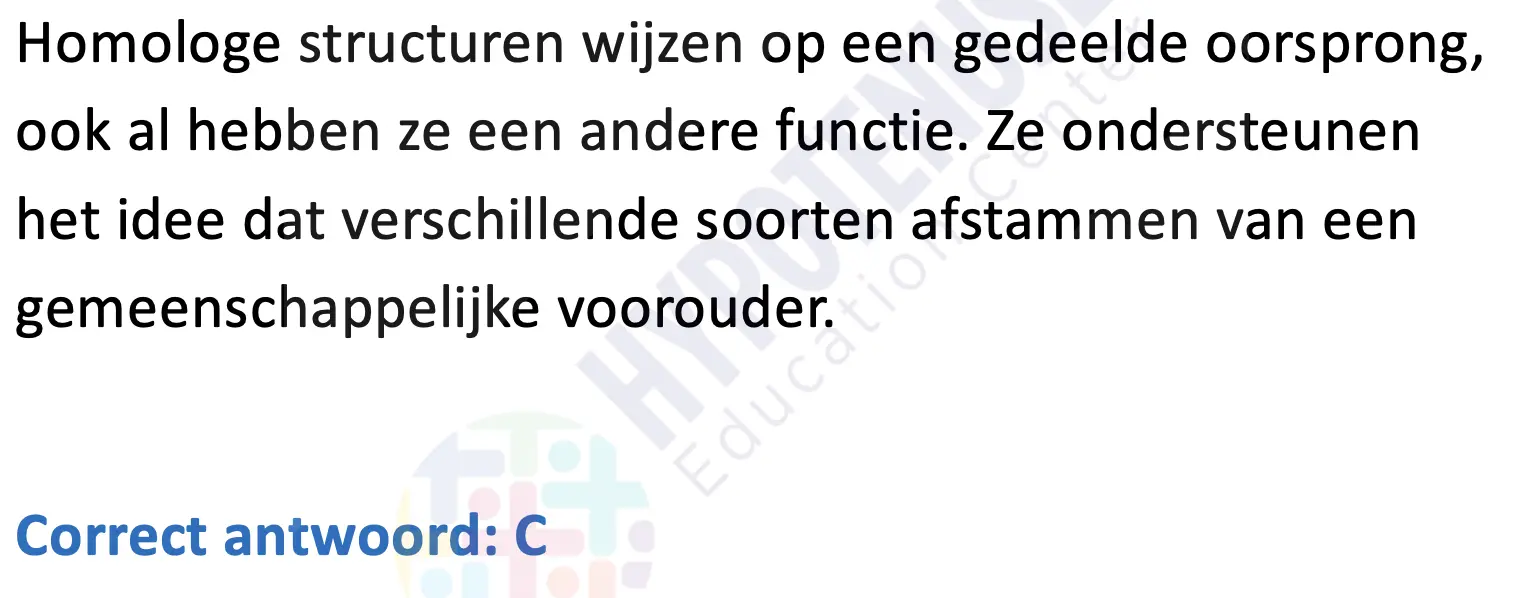 Homologe structuren wijzen op een gedeelde oorsprong,
ook al hebben ze een andere functie. Ze ondersteunen
het idee dat verschillende soorten afstammen van een
gemeenschappelijke voorouder.
Correct antwoord: C
HYPOTENUSE
Education Center